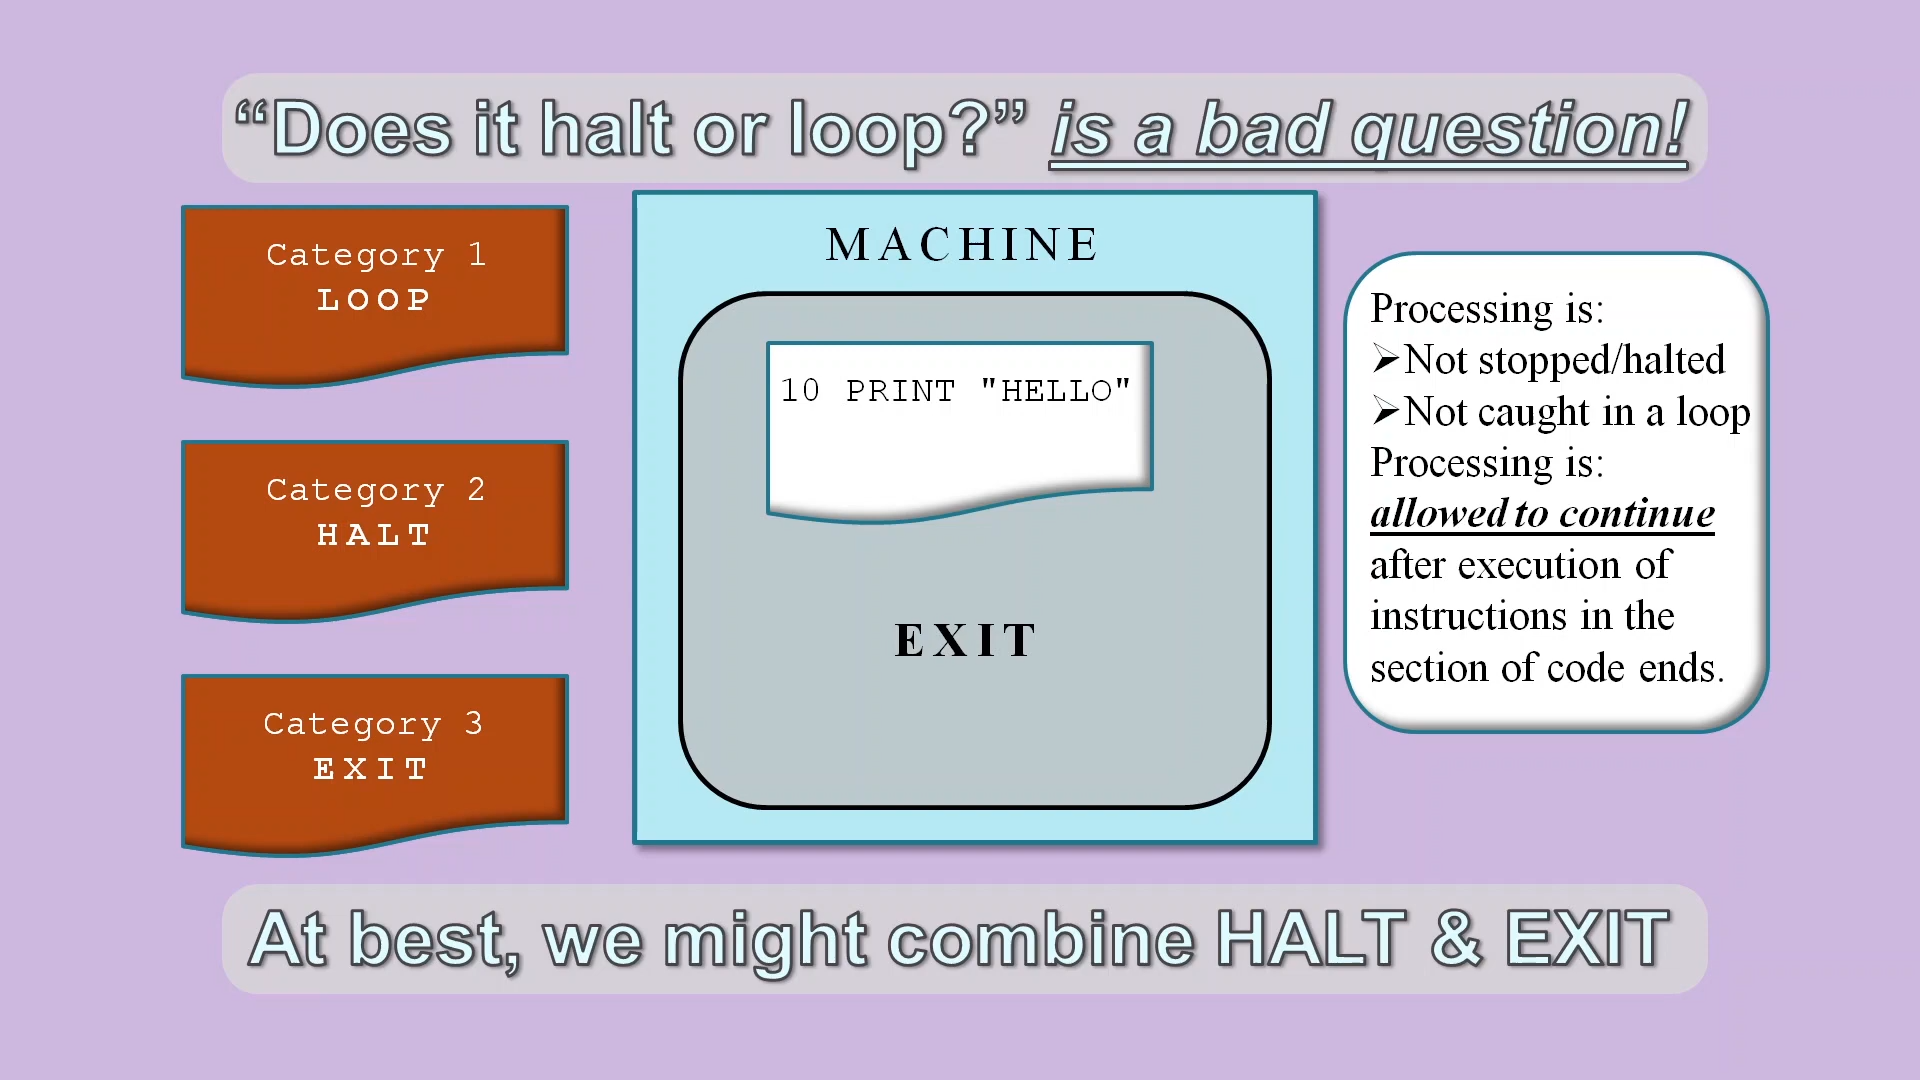 “Does it halt or loop?” is a bad question!
Category 1
LOOP
Category 2
HALT
Category 3
EXIT
MACHINE
10 PRINT "HELLO"
EXIT
Processing is:
➢Not stopped/halted
➢Not caught in a loop
Processing is:
allowed to continue
after execution of
instructions in the
section of code ends.
At best, we might combine HALT & EXIT